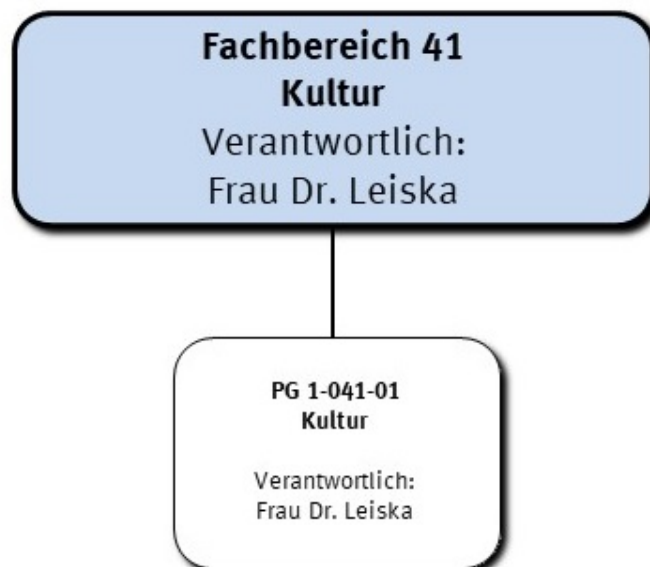 Fachbereich 41
Kultur
Verantwortlich:
Frau Dr. Leiska
PG 1-041-01
Kultur
Verantwortlich:
Frau Dr. Leiska